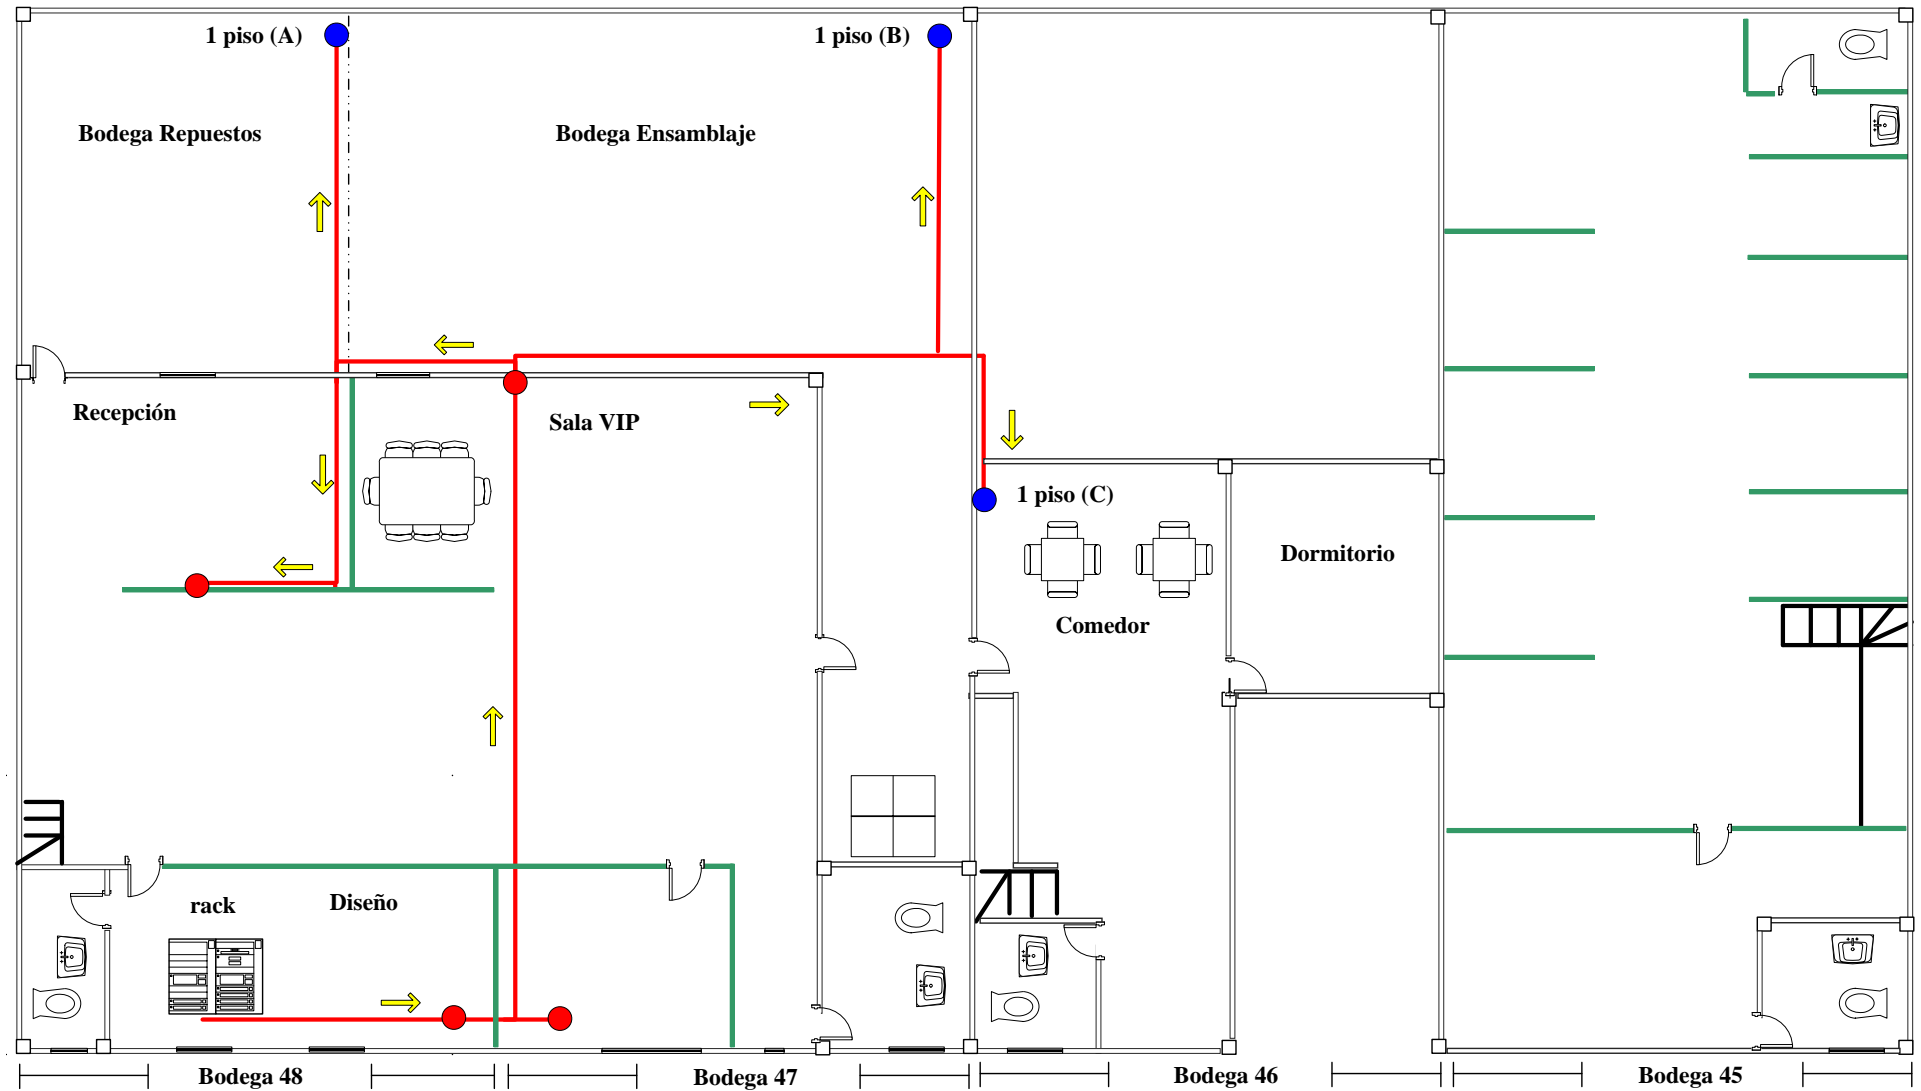 1 piso (A)
1 piso (B)
Bodega Repuestos
Bodega Ensamblaje
Recepción
Sala VIP
1 piso (C)
Dormitorio
Comedor
rack
Diseño
Bodega 48
Bodega 47
Bodega 46
Bodega 45